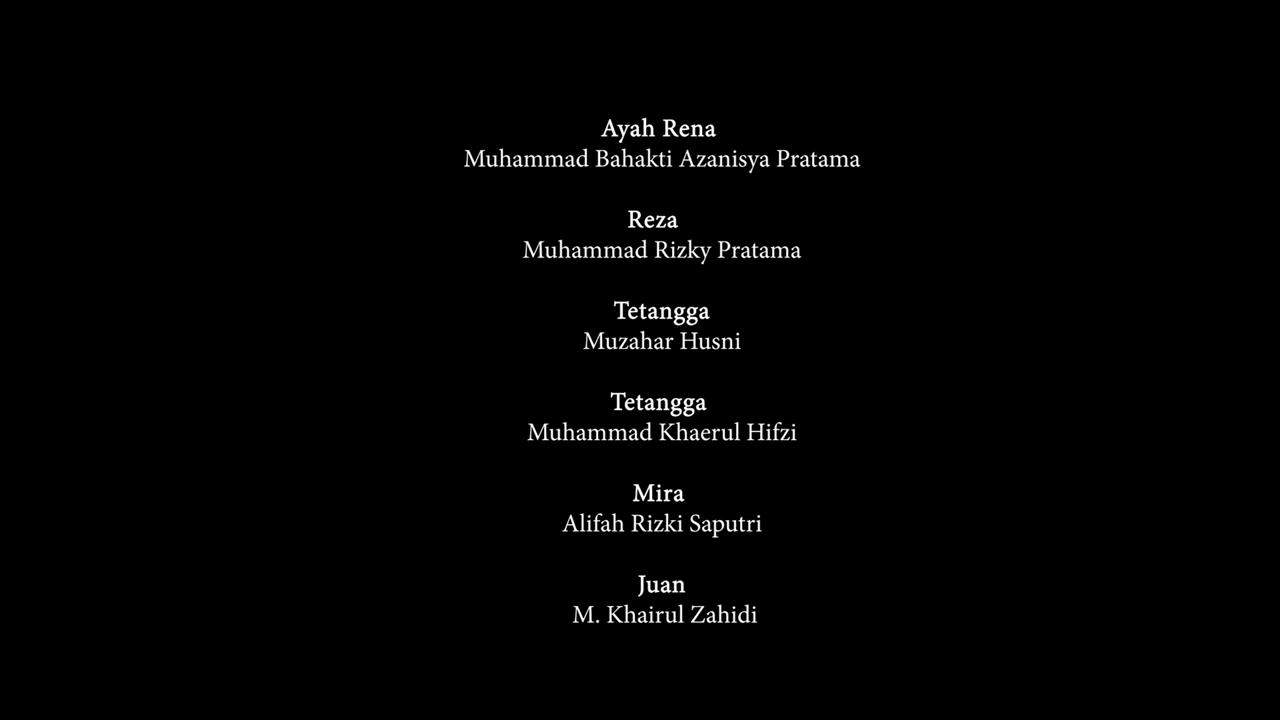 Ayah Rena
Muhammad Bahakti Azanisya Pratama
Reza
Muhammad Rizky Pratama
Tetangga
Muzahar Husni
Tetangga
Muhammad Khaerul Hifzi
Mira
Alifah Rizki Saputri
Juan
M. Khairul Zahidi